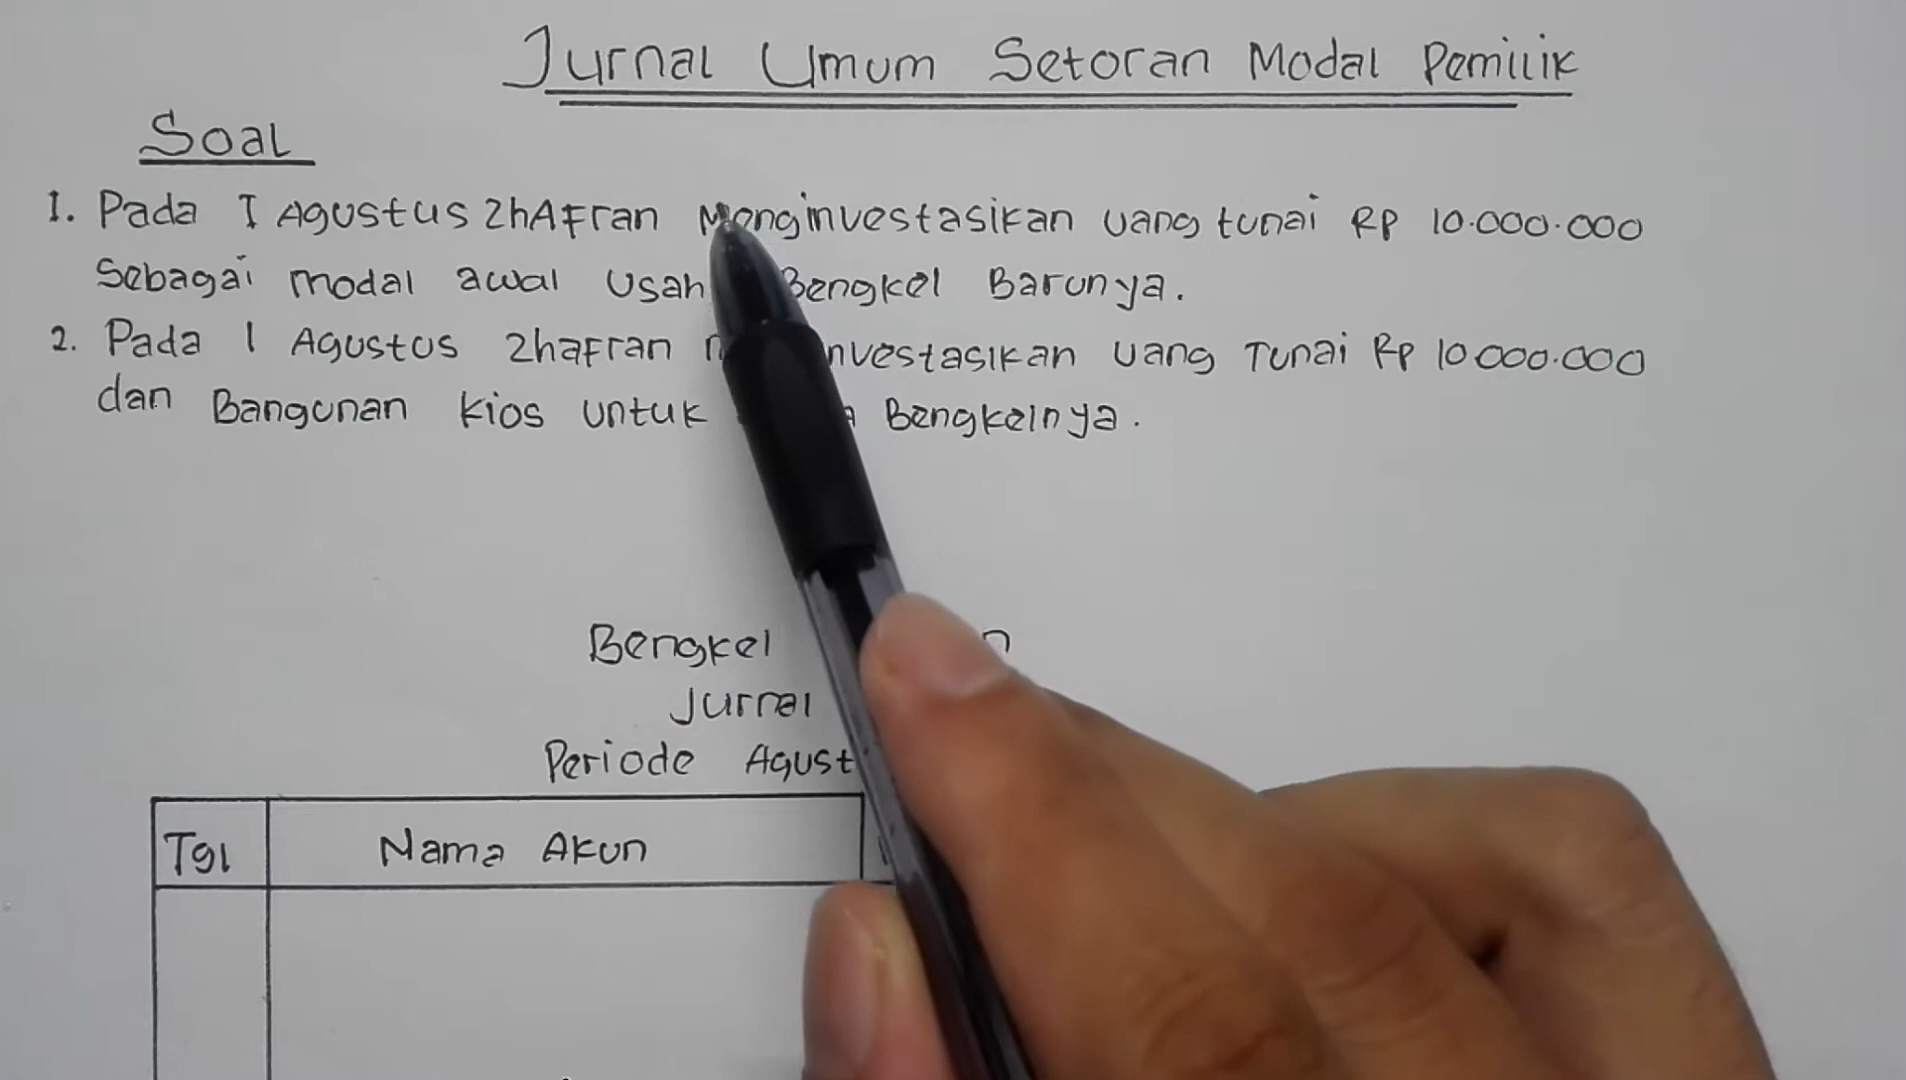 Jurnal Umum Setoran Modal Pemilik
Soal
1. Pada 1 Agustus Zhafran Menginvestasikan uang tunai Rp 10.000.000
Sebagai modal awal Usah Bengkel Barunya.
2. Pada 1 Agustus Zhafran nvestasikan uang Tunai Rp 10.000.000
dan Bangunan Kios untuk Bengkelnya.
Bengkel
Jurnal
Periode Agust
Tgl
Nama Akun